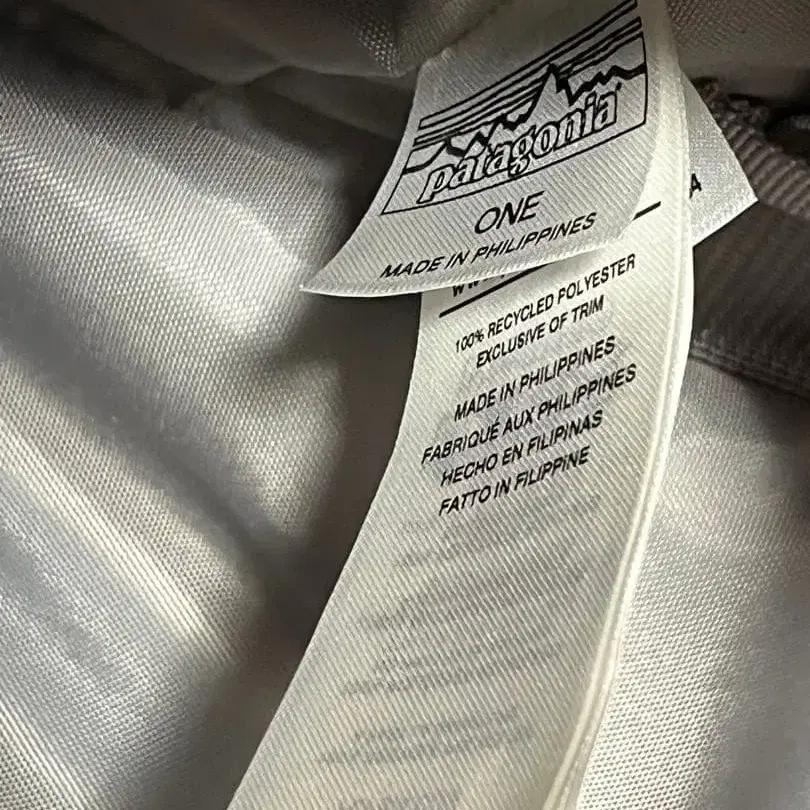 patagonia
ONE
MADE IN PHILIPPINES
100% RECYCLED POLYESTER
EXCLUSIVE OF TRIM
MADE IN PHILIPPINES
FABRIQUÉ AUX PHILIPPINES
HECHO EN FILIPINAS
FATTO IN FILIPPINE